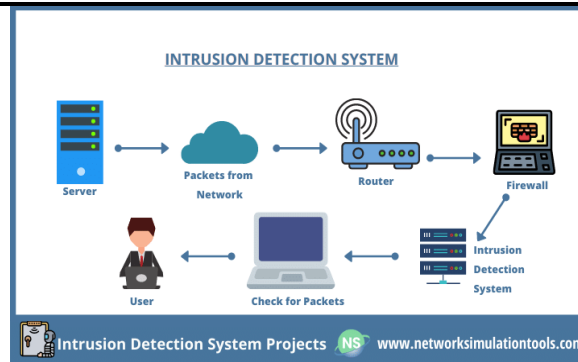 INTRUSION DETECTION SYSTEM
Server
Packets from
Network
Router
Firewall
Intrusion
Detection
System
Check for Packets
User
Intrusion Detection System Projects
NS
www.networksimulationtools.com